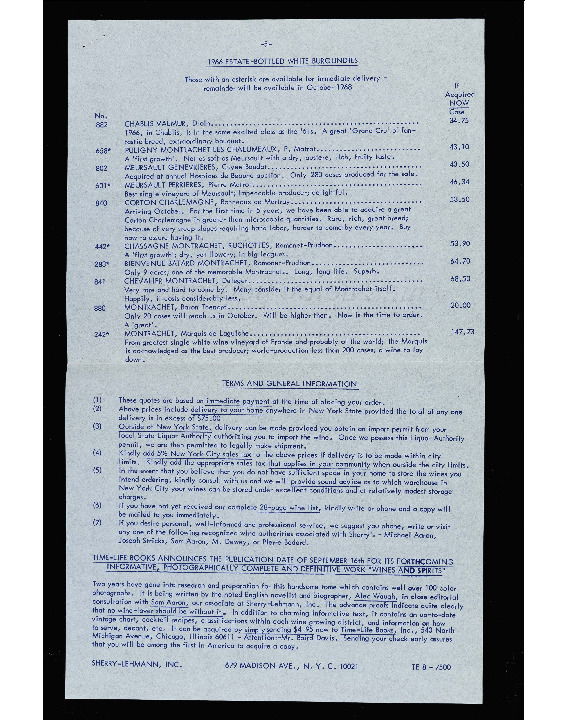 -8-
1966 ESTATE-BOTTLED WHITE BURGUNDIES
Those with an asterisk are available for immediate delivery -
remainder will be available in October 1968
If
Acquired
NOW
Case
No.
882 CHABLIS VALMUR, Droin 34.75
1966, in Chablis, is in the same exalted class as the '61s. A great 'Grand Cru' of fan-
tastic breed, extraordinary bouquet.
658* PULIGNY MONTRACHET LES CHALUMEAUX, P. Matrot 43.10
A 'first growth'. Not as soft as Meursault with a dry, austere, rich, fruity taste.
802 MEURSAULT GENEVRIERES, Cuvee Baudot 43.50
Acquired at annual Hospices de Beaune auction. Only 280 cases produced for the sale.
631* MEURSAULT PERRIERES, Pierre Matrot 46.34
Best single vineyard of Meursault; impeccable producer; delightful.
840 CORTON CHARLEMAGNE, Bonneau de Martray 53.50
Arriving October. For the first time in 5 years, we have been able to acquire a great
Corton Charlemagne in greater than microscopic quantities. Rare, rich, great breed;
because of very steep slopes requiring hand labor, harder to come by every year. Buy
now to assure having it.
442* CHASSAGNE MONTRACHET, RUCHOTTES, Ramonet-Prudhon 53.90
A 'first growth'; dry, yet flowery; in big league.
283* BIENVENUE BATARD MONTRACHET, Ramonet-Prudhon 64.70
Only 9 acres; one of the memorable Montrachets. Long, long life. Superb.
841 CHEVALIER MONTRACHET, Deleger 68.50
Very rare and hard to come by. Many consider it the equal of Montrachet itself.
Happily, it costs considerably less.
880 MONTRACHET, Baron Thenard 120.00
Only 20 cases will reach us in October. Will be higher then. Now is the time to order.
A 'great'.
242* MONTRACHET, Marquis de Laguiche 147.73
From greatest single white wine vineyard of France and probably of the world; the Marquis
is acknowledged as the best producer; world-production less than 200 cases; a wine to lay
down.
TERMS AND GENERAL INFORMATION
(1) These quotes are based on immediate payment at the time of placing your order.
(2) Above prices include delivery to your home anywhere in New York State provided the total of any one
delivery is in excess of $75.00
(3) Outside of New York State, delivery can be made provided you obtain an import permit from your
local State Liquor Authority authorizing you to import the wine. Once we possess this Liquor Authority
permit, we are then permitted to legally make shipment.
(4) Kindly add 5% New York City sales tax to the above prices if delivery is to be made within city
limits. Kindly add the appropriate sales tax that applies in your community when outside the city limits.
(5) In the event that you believe that you do not have sufficient space in your home to store the wines you
intend ordering, kindly consult with us and we will provide sound advice as to which warehouse in
New York City your wines can be stored under excellent conditions and at relatively modest storage
charges.
(6) If you have not yet received our complete 28-page wine list, kindly write or phone and a copy will
be mailed to you immediately.
(7) If you desire personal, well-informed and professional service, we suggest you phone, write or visit
any one of the following recognized wine authorities associated with Sherry's - Michael Aaron,
Joseph Smicka, Sam Aaron, M. Dewey, or Pierre Bedard.
TIME-LIFE BOOKS ANNOUNCES THE PUBLICATION DATE OF SEPTEMBER 16th FOR ITS FORTHCOMING
INFORMATIVE, PHOTOGRAPHICALLY COMPLETE AND DEFINITIVE WORK "WINES AND SPIRITS"
Two years have gone into research and preparation for this handsome tome which contains well over 100 color
photographs. It is being written by the noted English novelist and biographer, Alec Waugh, in close editorial
consultation with Sam Aaron, our associate at Sherry-Lehmann, Inc. The advance proofs indicate quite clearly
that no wine-lover should be without it. In addition to charming informative text, it contains an up-to-date
vintage chart, cocktail recipes, classifications within each wine growing district, and information on how
to serve, decant, etc. It can be acquired by simply sending $4.95 now to Time-Life Books, Inc., 543 North
Michigan Avenue, Chicago, Illinois 60611 - Attention: Mr. Baird Davis. Sending your check early assures
that you will be among the first in America to acquire a copy.
SHERRY-LEHMANN, INC. 679 MADISON AVE., N. Y. C. 10021 TE 8 - 7500